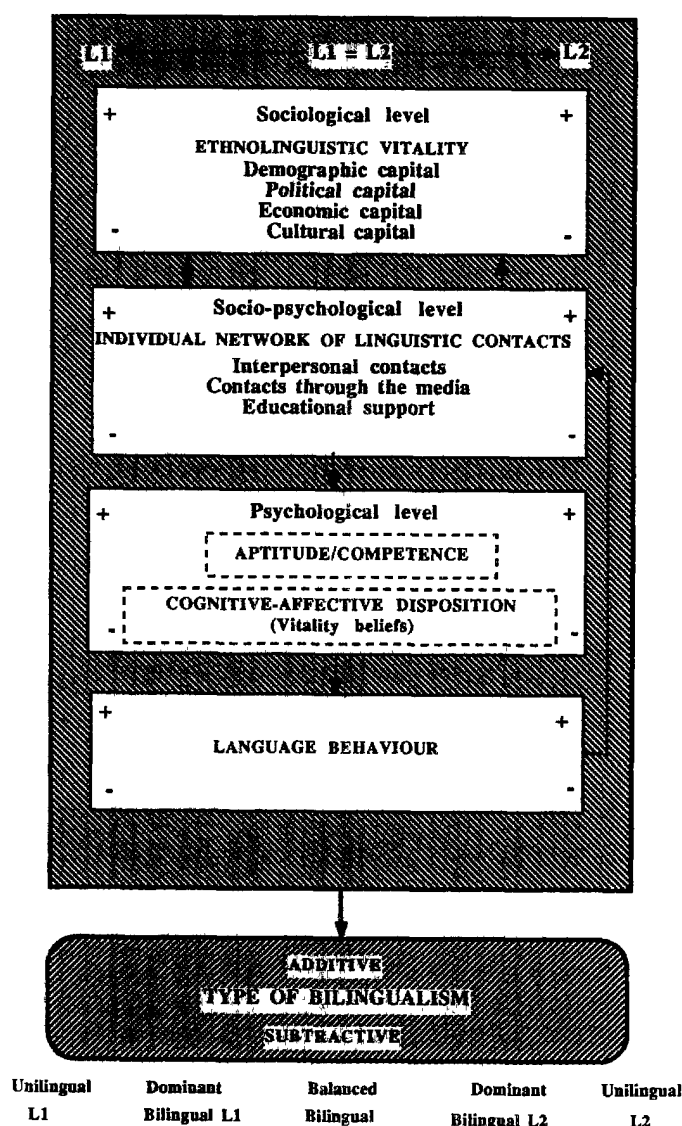 L1 L1 = L2 L2
+ Sociological level +
ETHNOLINGUISTIC VITALITY
Demographic capital
Political capital
Economic capital
- Cultural capital -
+ Socio-psychological level +
INDIVIDUAL NETWORK OF LINGUISTIC CONTACTS
Interpersonal contacts
Contacts through the media
Educational support
- -
+ Psychological level +
APTITUDE/COMPETENCE
COGNITIVE-AFFECTIVE DISPOSITION
- (Vitality beliefs) -
+ +
LANGUAGE BEHAVIOUR
- -
ADDITIVE
TYPE OF BILINGUALISM
SUBTRACTIVE
Unilingual Dominant Balanced Dominant Unilingual
L1 Bilingual L1 Bilingual Bilingual L2 L2